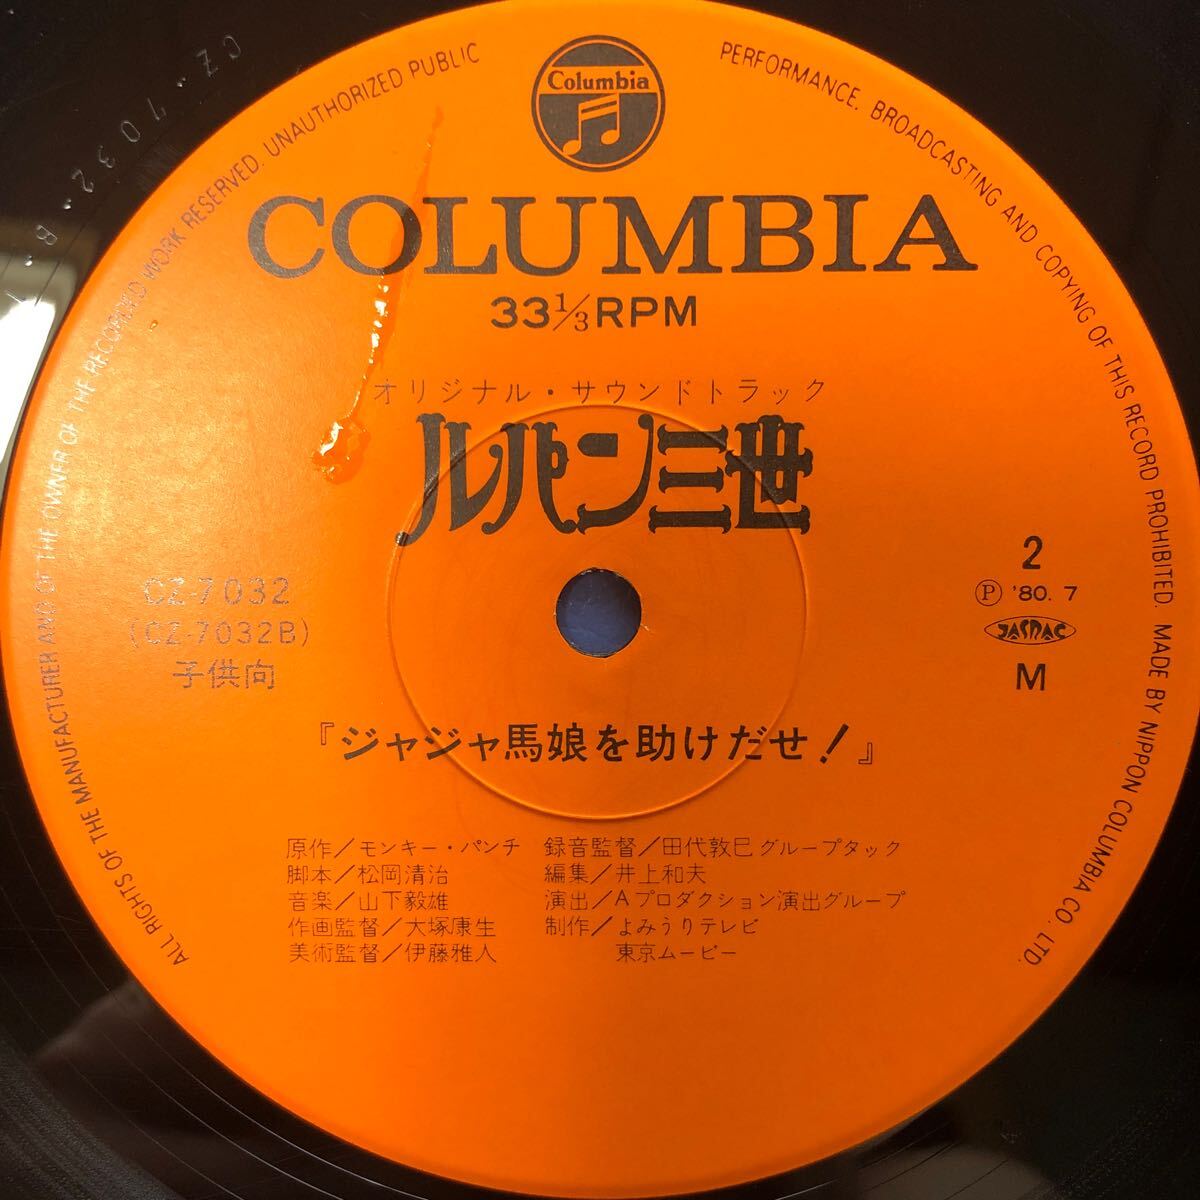 Columbia
COLUMBIA
33⅓RPM
オリジナル・サウンドトラック
ルパン三世
CZ-7032
(CZ-7032B)
子供向
2
Ⓟ '80. 7
JASRAC
M
『ジャジャ馬娘を助けだせ!』
原作/モンキー・パンチ
脚本/松岡清治
音楽/山下毅雄
作画監督/大塚康生
美術監督/伊藤雅人
録音監督/田代敦巳グループタック
編集/井上和夫
演出/Aプロダクション演出グループ
制作/よみうりテレビ
東京ムービー
ALL RIGHTS OF THE MANUFACTURER AND OF THE OWNER OF THE RECORDED WORK RESERVED. UNAUTHORIZED PUBLIC PERFORMANCE. BROADCASTING AND COPYING OF THIS RECORD PROHIBITED. MADE BY NIPPON COLUMBIA CO. LTD.
CZ-7032-B